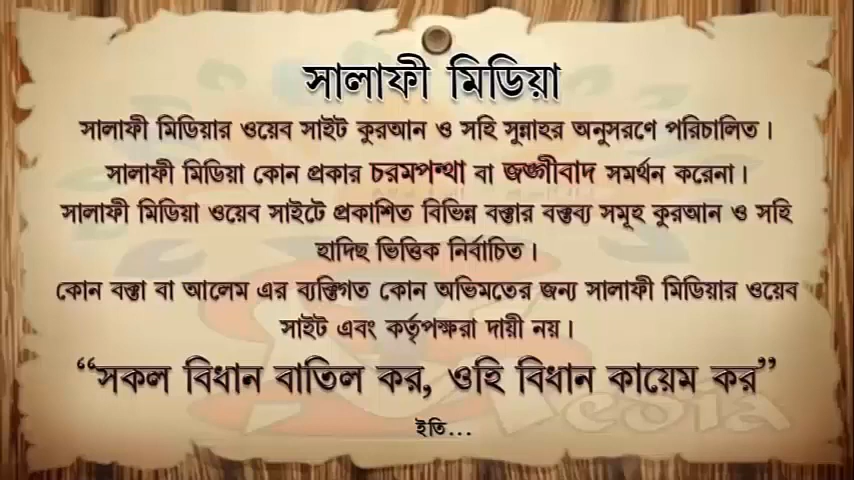 সালাফী মিডিয়া
সালাফী মিডিয়ার ওয়েব সাইট কুরআন ও সহি সুন্নাহর অনুসরণে পরিচালিত।
সালাফী মিডিয়া কোন প্রকার চরমপন্থা বা জঙ্গীবাদ সমর্থন করেনা।
সালাফী মিডিয়া ওয়েব সাইটে প্রকাশিত বিভিন্ন বক্তার বক্তব্য সমূহ কুরআন ও সহি
হাদিছ ভিত্তিক নির্বাচিত।
কোন বক্তা বা আলেম এর ব্যক্তিগত কোন অভিমতের জন্য সালাফী মিডিয়ার ওয়েব
সাইট এবং কর্তৃপক্ষরা দায়ী নয়।
“সকল বিধান বাতিল কর, ওহি বিধান কায়েম কর”
ইতি...